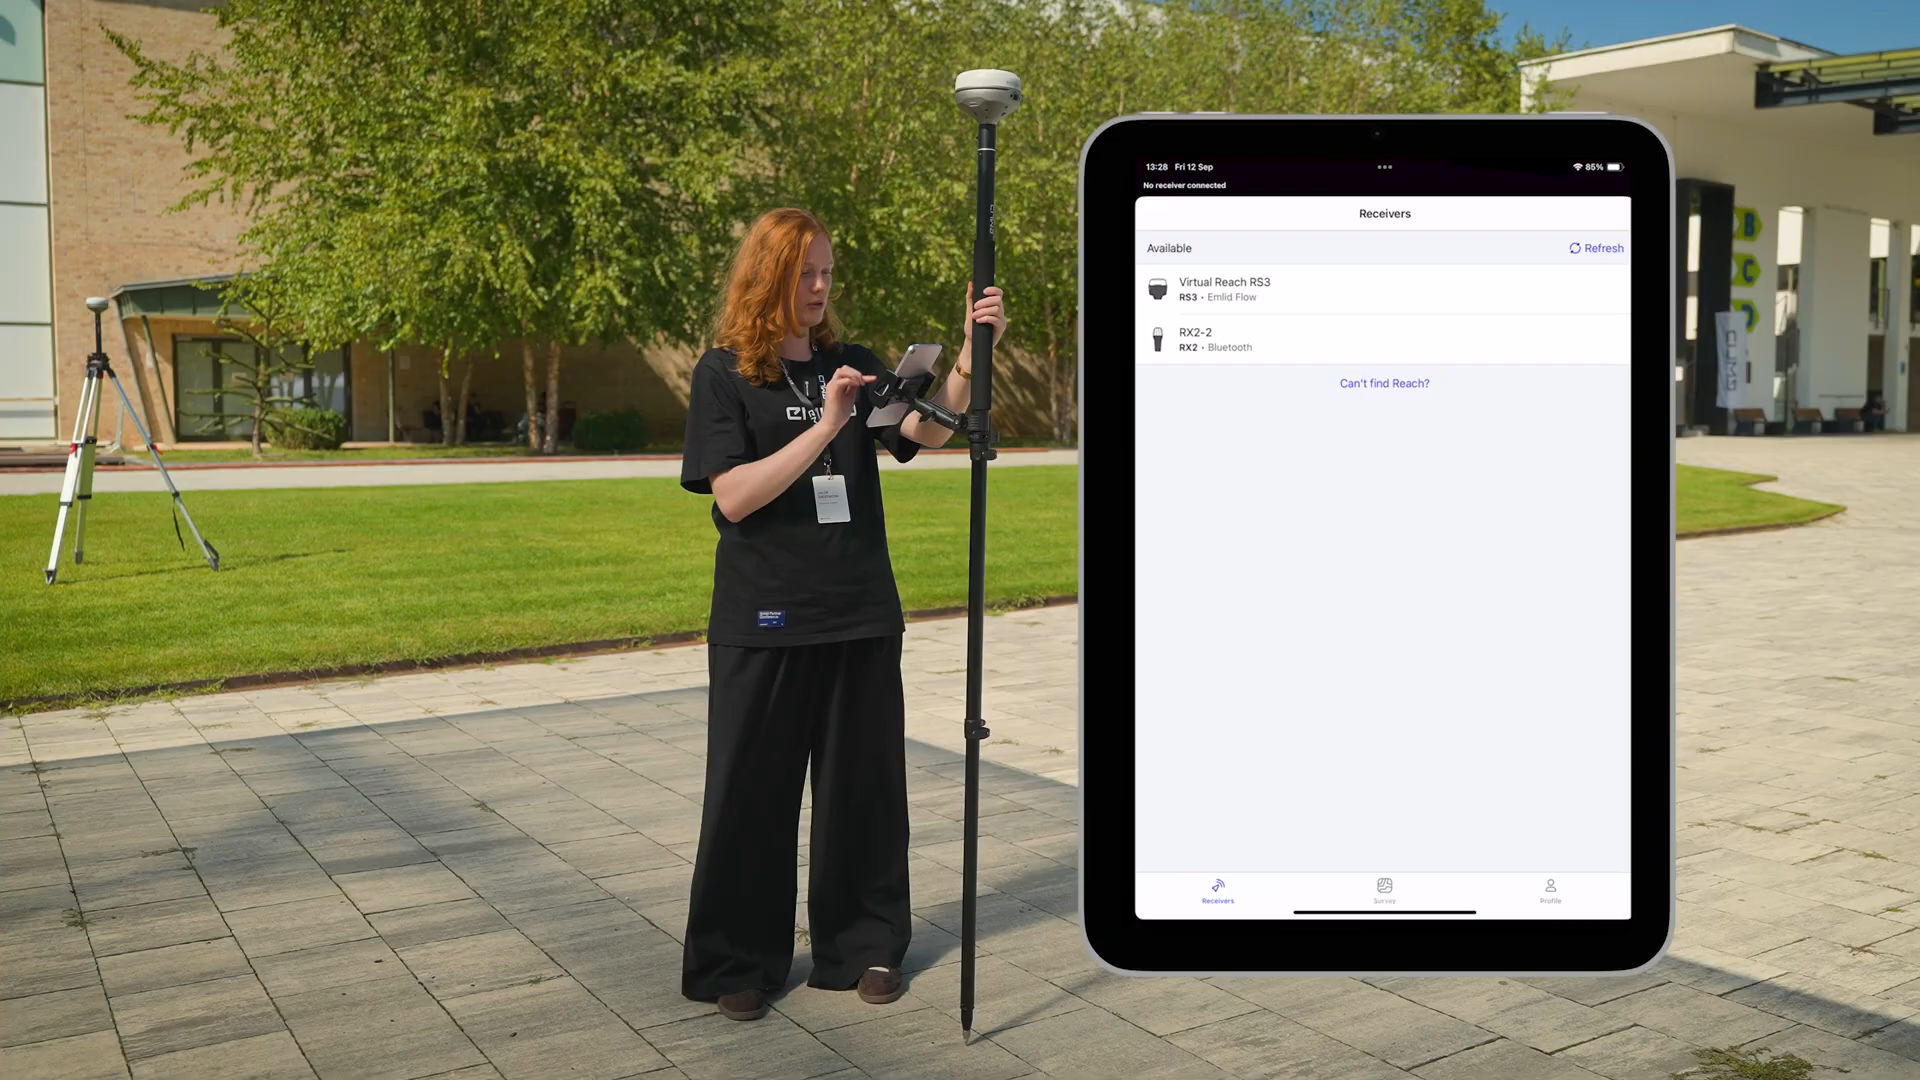 13:28 Fri 12 Sep
85%
No receiver connected
Receivers
Available
Refresh
Virtual Reach RS3
RS3 • Emlid Flow
RX2-2
RX2 • Bluetooth
Can't find Reach?
Receivers
Survey
Profile
B
C